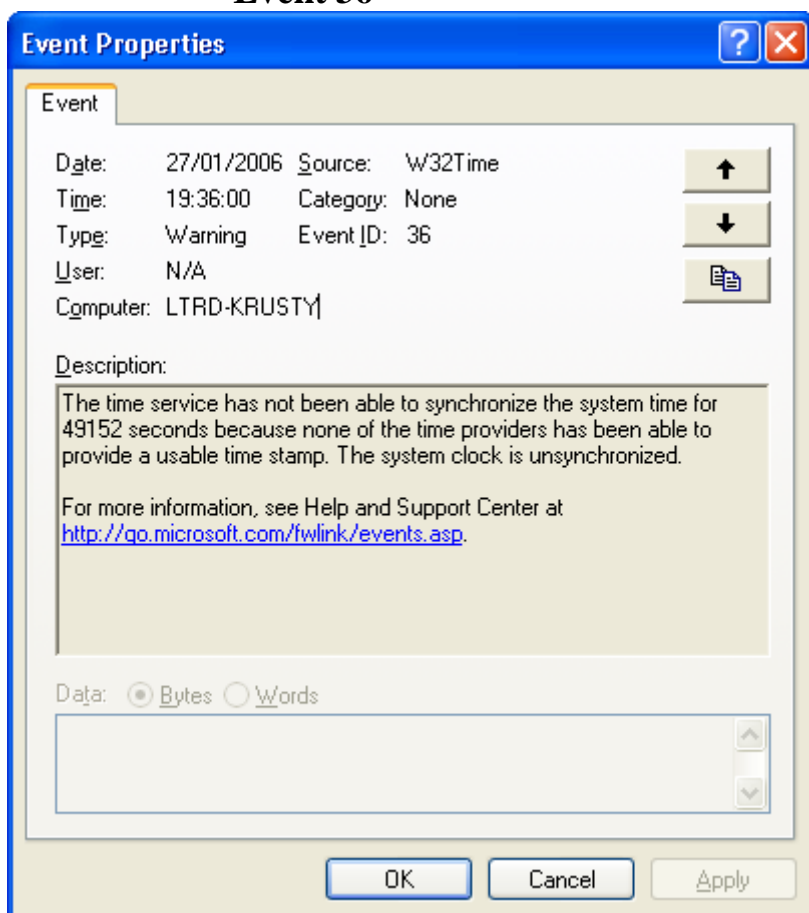 Event 36
Event Properties
Event
Date: 27/01/2006 Source: W32Time
Time: 19:36:00 Category: None
Type: Warning Event ID: 36
User: N/A
Computer: LTRD-KRUSTY
Description:
The time service has not been able to synchronize the system time for
49152 seconds because none of the time providers has been able to
provide a usable time stamp. The system clock is unsynchronized.
For more information, see Help and Support Center at
http://go.microsoft.com/fwlink/events.asp.
Data: Bytes Words
OK Cancel Apply